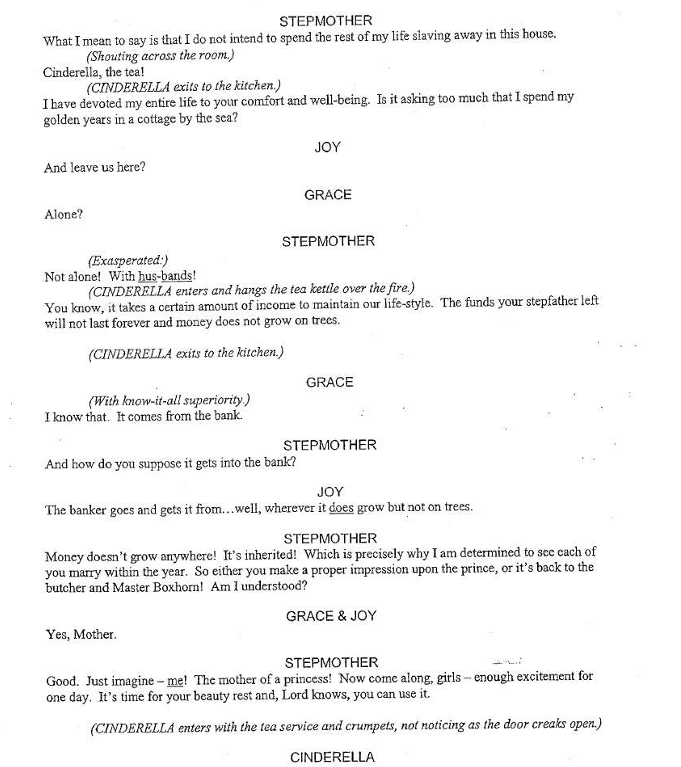 STEPMOTHER
What I mean to say is that I do not intend to spend the rest of my life slaving away in this house.
(Shouting across the room.)
Cinderella, the tea!
(CINDERELLA exits to the kitchen.)
I have devoted my entire life to your comfort and well-being. Is it asking too much that I spend my
golden years in a cottage by the sea?
JOY
And leave us here?
GRACE
Alone?
STEPMOTHER
(Exasperated:)
Not alone! With hus-bands!
(CINDERELLA enters and hangs the tea kettle over the fire.)
You know, it takes a certain amount of income to maintain our life-style. The funds your stepfather left
will not last forever and money does not grow on trees.
(CINDERELLA exits to the kitchen.)
GRACE
(With know-it-all superiority.)
I know that. It comes from the bank.
STEPMOTHER
And how do you suppose it gets into the bank?
JOY
The banker goes and gets it from...well, wherever it does grow but not on trees.
STEPMOTHER
Money doesn't grow anywhere! It's inherited! Which is precisely why I am determined to see each of
you marry within the year. So either you make a proper impression upon the prince, or it's back to the
butcher and Master Boxhorn! Am I understood?
GRACE & JOY
Yes, Mother.
STEPMOTHER
Good. Just imagine – me! The mother of a princess! Now come along, girls – enough excitement for
one day. It's time for your beauty rest and, Lord knows, you can use it.
(CINDERELLA enters with the tea service and crumpets, not noticing as the door creaks open.)
CINDERELLA